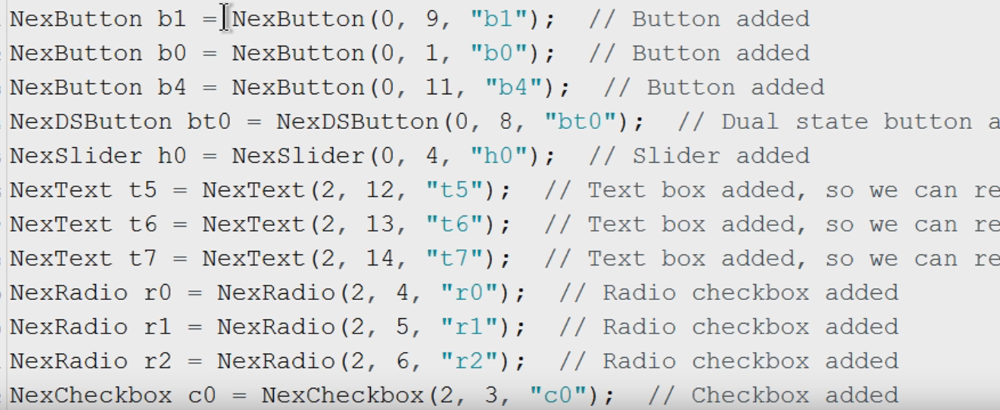 NexButton b1 = NexButton(0, 9, "b1");  // Button added
NexButton b0 = NexButton(0, 1, "b0");  // Button added
NexButton b4 = NexButton(0, 11, "b4");  // Button added
NexDSButton bt0 = NexDSButton(0, 8, "bt0");  // Dual state button a
NexSlider h0 = NexSlider(0, 4, "h0");  // Slider added
NexText t5 = NexText(2, 12, "t5");  // Text box added, so we can re
NexText t6 = NexText(2, 13, "t6");  // Text box added, so we can re
NexText t7 = NexText(2, 14, "t7");  // Text box added, so we can re
NexRadio r0 = NexRadio(2, 4, "r0");  // Radio checkbox added
NexRadio r1 = NexRadio(2, 5, "r1");  // Radio checkbox added
NexRadio r2 = NexRadio(2, 6, "r2");  // Radio checkbox added
NexCheckbox c0 = NexCheckbox(2, 3, "c0");  // Checkbox added